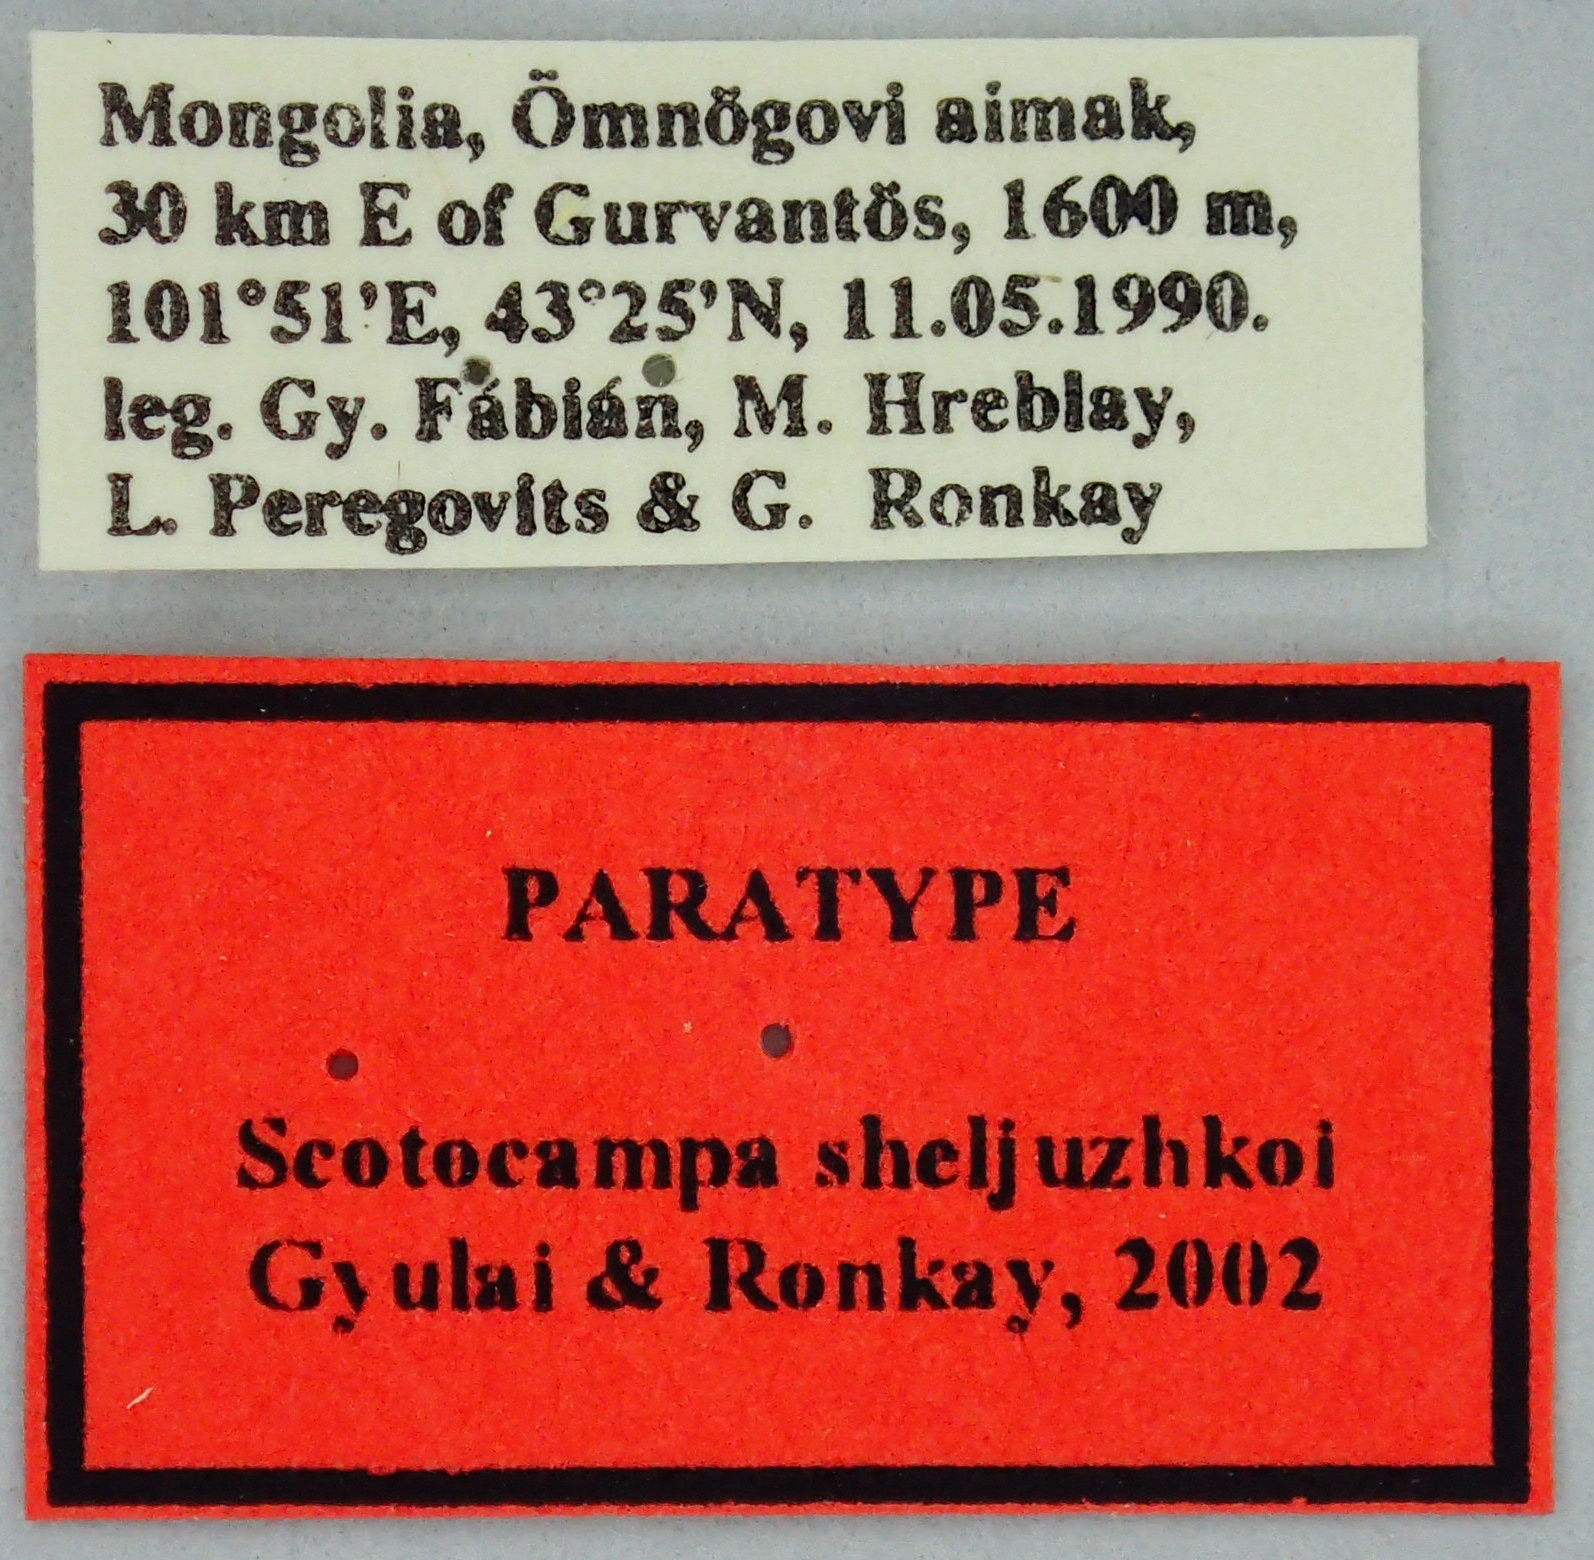 Mongolia, Ömnögovi aimak,
30 km E of Gurvantös, 1600 m,
101°51'E, 43°25'N, 11.05.1990.
leg. Gy. Fábián, M. Hreblay,
L. Peregovits & G. Ronkay
PARATYPE
Scotocampa sheljuzhkoi
Gyulai & Ronkay, 2002